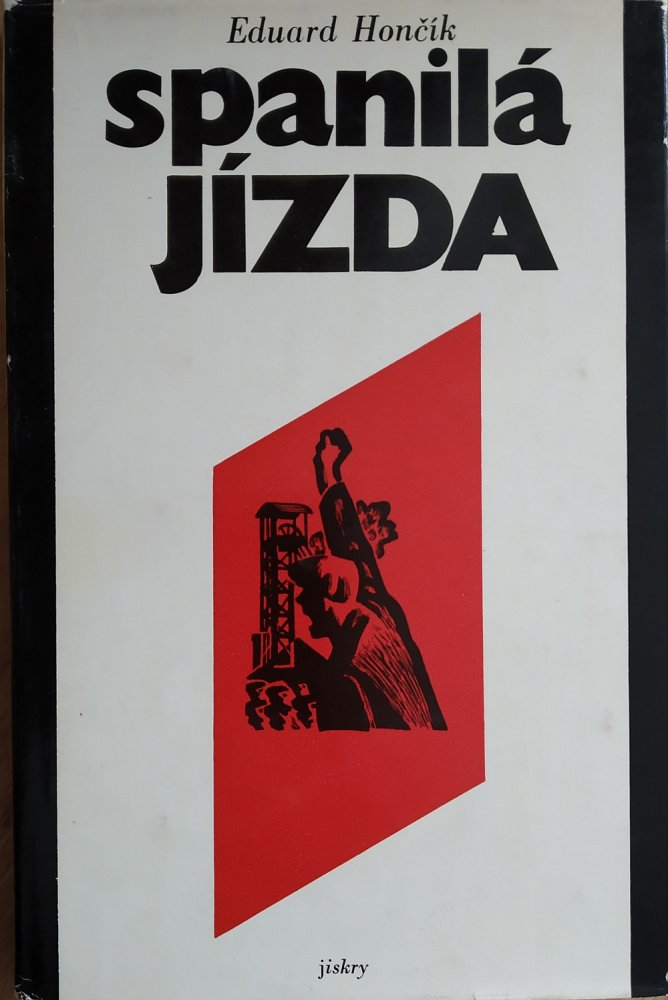 Eduard Hončík
spanilá
JÍZDA
jiskry